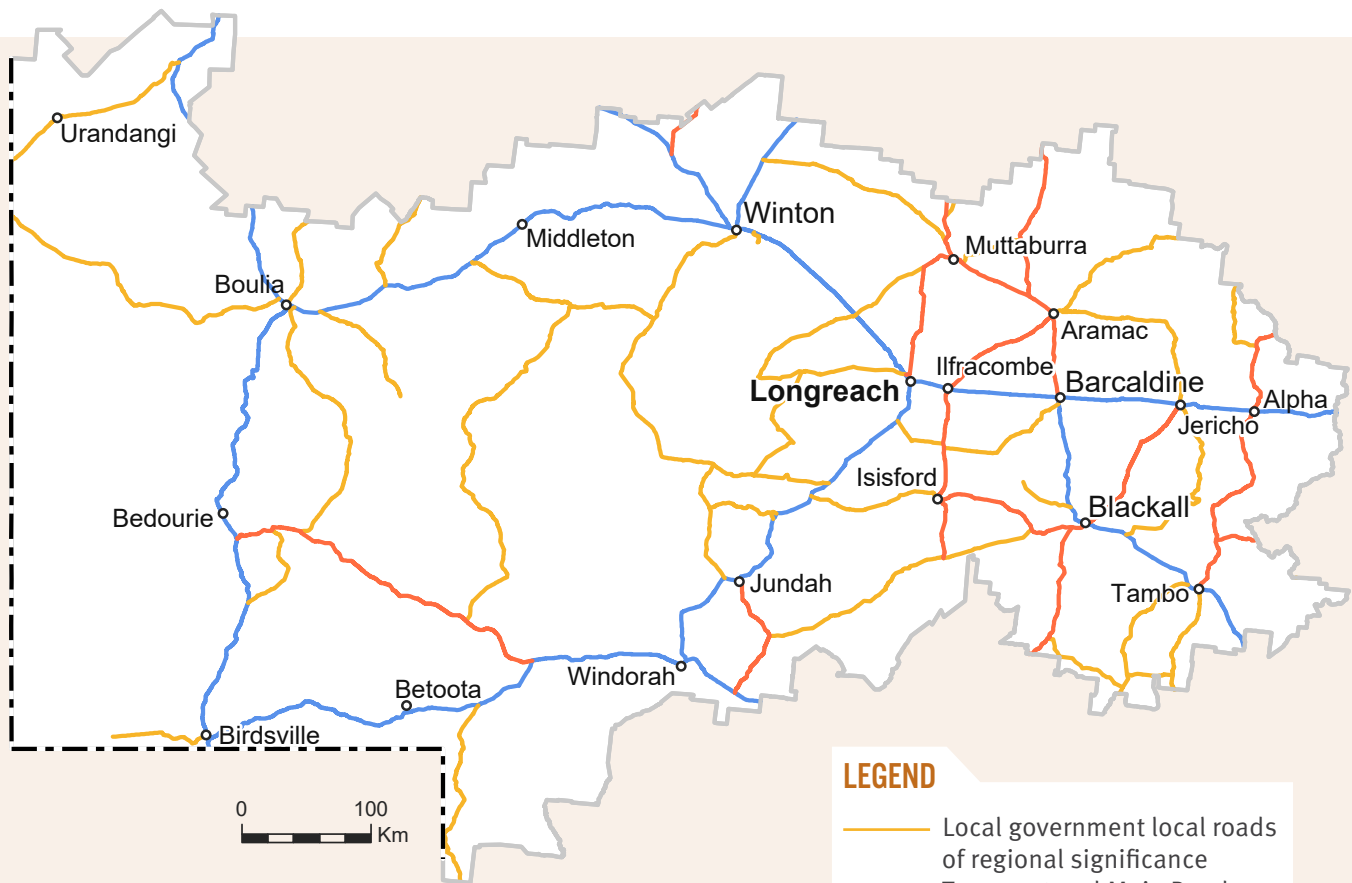 Urandangi
Winton
Middleton
Muttaburra
Boulia
Aramac
Ilfracombe
Longreach
Barcaldine
Alpha
Jericho
Isisford
Blackall
Bedourie
Jundah
Tambo
Windorah
Betoota
Birdsville
LEGEND
0 100
Km
Local government local roads
of regional significance